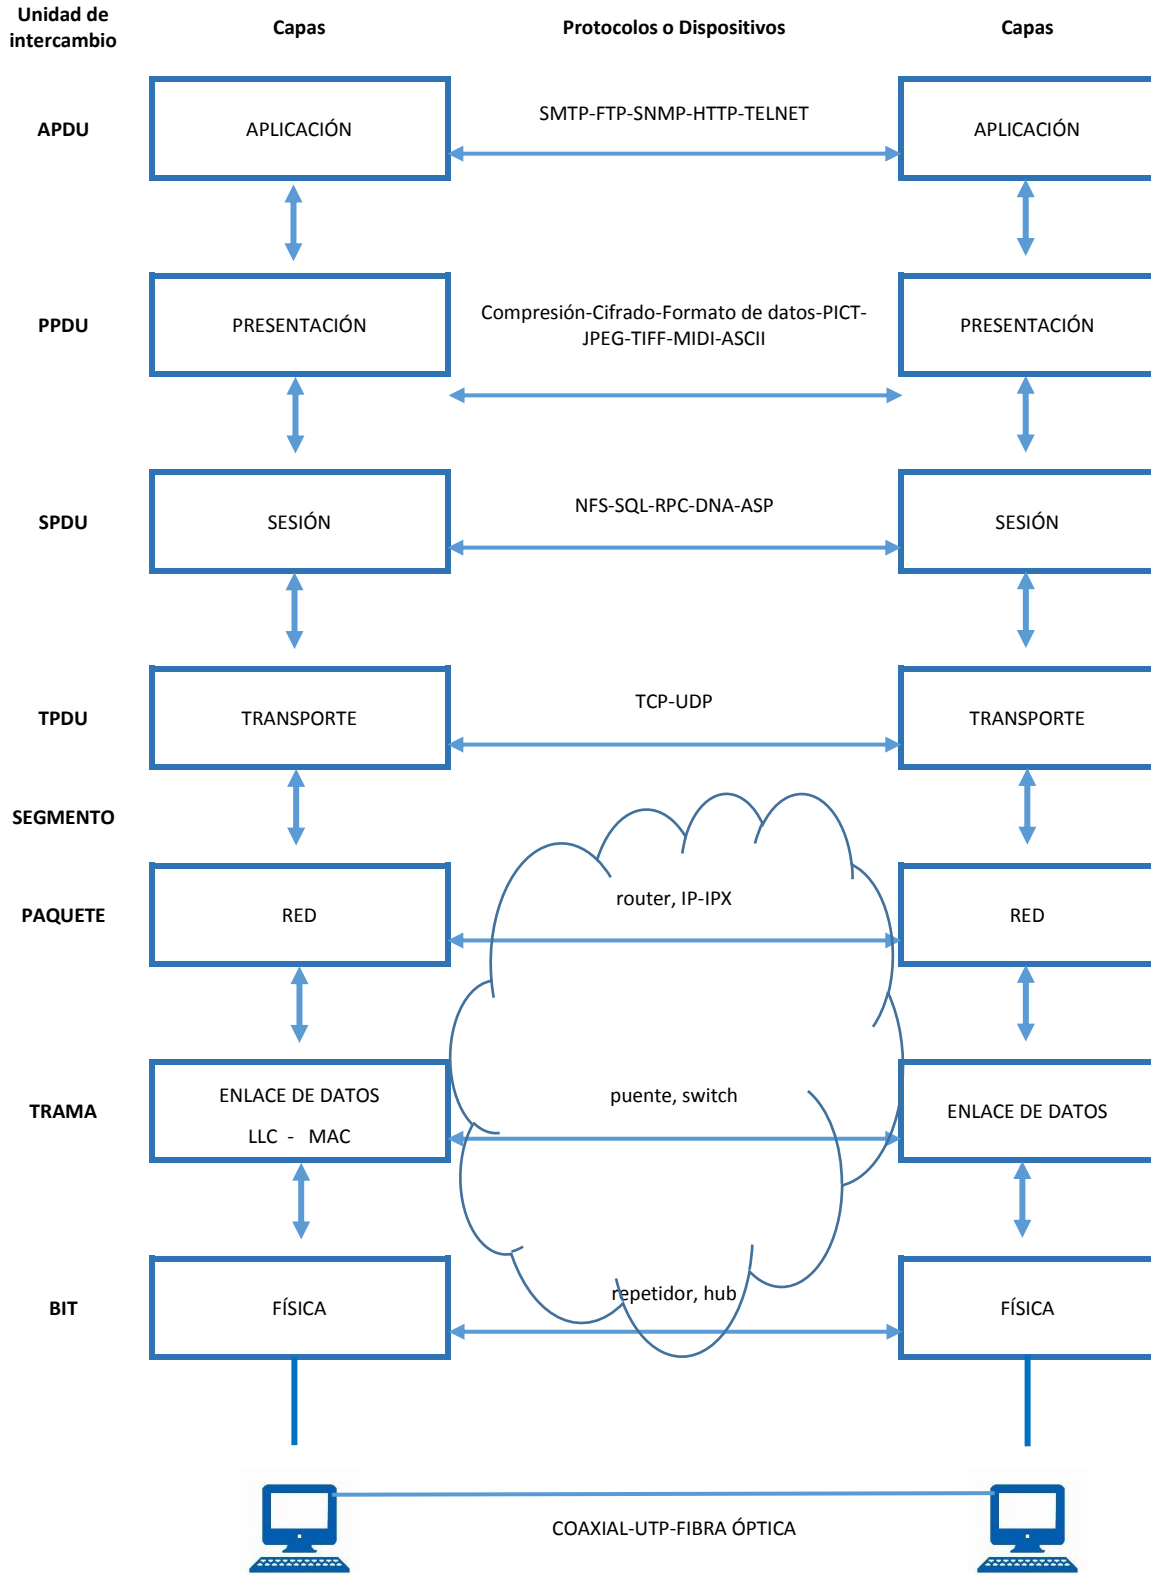 Unidad de
intercambio
Capas
Protocolos o Dispositivos
Capas
APDU
APLICACIÓN
SMTP-FTP-SNMP-HTTP-TELNET
APLICACIÓN
PPDU
PRESENTACIÓN
Compresión-Cifrado-Formato de datos-PICT-
JPEG-TIFF-MIDI-ASCII
PRESENTACIÓN
SPDU
SESIÓN
NFS-SQL-RPC-DNA-ASP
SESIÓN
TPDU
TRANSPORTE
TCP-UDP
TRANSPORTE
SEGMENTO
PAQUETE
RED
router, IP-IPX
RED
TRAMA
ENLACE DE DATOS
LLC - MAC
puente, switch
ENLACE DE DATOS
BIT
FÍSICA
repetidor, hub
FÍSICA
COAXIAL-UTP-FIBRA ÓPTICA